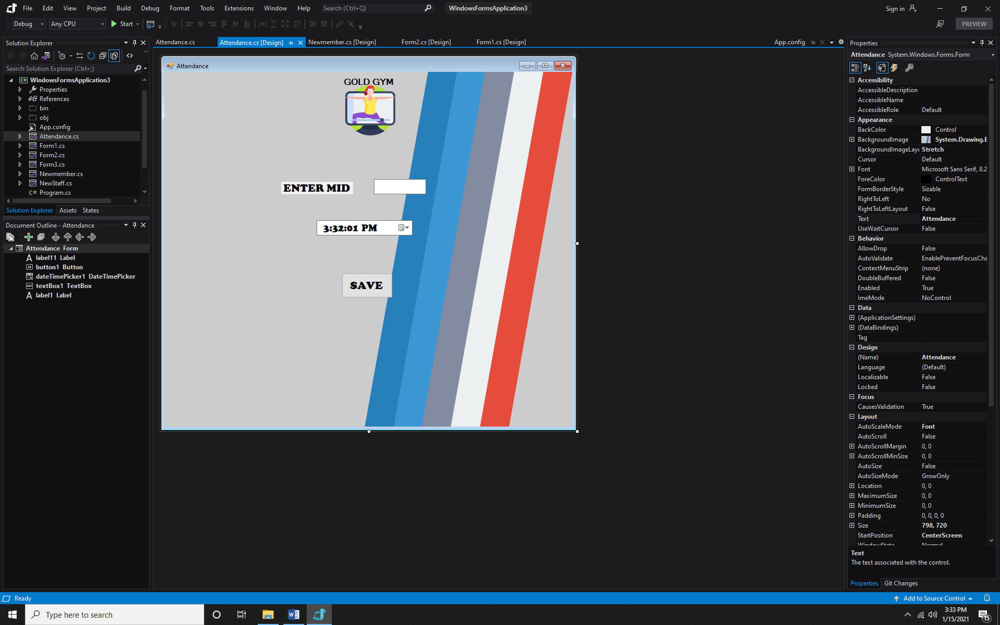 File Edit View Project Build Debug Format Tools Extensions Window Help Search (Ctrl+Q) WindowsFormsApplication3 Sign in
Debug Any CPU Start PREVIEW
Solution Explorer
Search Solution Explorer (Ctrl+;)
WindowsFormsApplication3
Properties
References
bin
obj
App.config
Attendance.cs
Form1.cs
Form2.cs
Form3.cs
Newmember.cs
NewStaff.cs
Program.cs
Solution Explorer Assets States
Document Outline - Attendance
Attendance Form
label11 Label
button1 Button
dateTimePicker1 DateTimePicker
textBox1 TextBox
label1 Label
Attendance.cs Attendance.cs [Design] Newmember.cs [Design] Form2.cs [Design] Form1.cs [Design] App.config
Attendance
GOLD GYM
ENTER MID
3:32:01 PM
SAVE
Properties
Attendance System.Windows.Forms.Form
Accessibility
AccessibleDescription
AccessibleName
AccessibleRole Default
Appearance
BackColor Control
BackgroundImage System.Drawing.B
BackgroundImageLayo Stretch
Cursor Default
Font Microsoft Sans Serif, 8.2
ForeColor ControlText
FormBorderStyle Sizable
RightToLeft No
RightToLeftLayout False
Text Attendance
UseWaitCursor False
Behavior
AllowDrop False
AutoValidate EnablePreventFocusCha
ContextMenuStrip (none)
DoubleBuffered False
Enabled True
ImeMode NoControl
Data
(ApplicationSettings)
(DataBindings)
Tag
Design
(Name) Attendance
Language (Default)
Localizable False
Locked False
Focus
CausesValidation True
Layout
AutoScaleMode Font
AutoScroll False
AutoScrollMargin 0, 0
AutoScrollMinSize 0, 0
AutoSize False
AutoSizeMode GrowOnly
Location 0, 0
MaximumSize 0, 0
MinimumSize 0, 0
Padding 0, 0, 0, 0
Size 798, 720
StartPosition CenterScreen
WindowState Normal
Text
The text associated with the control.
Properties Git Changes
Ready Add to Source Control
Type here to search
3:33 PM
1/15/2021
15